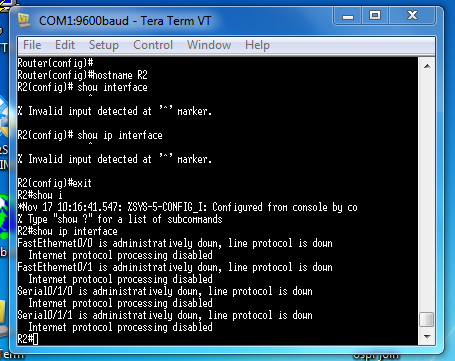 COM1:9600baud - Tera Term VT
File Edit Setup Control Window Help
Router(config)#
Router(config)#hostname R2
R2(config)# show interface
^
% Invalid input detected at '^' marker.
R2(config)# show ip interface
^
% Invalid input detected at '^' marker.
R2(config)#exit
R2#show i
*Nov 17 10:16:41.547: %SYS-5-CONFIG_I: Configured from console by co
% Type "show ?" for a list of subcommands
R2#show ip interface
FastEthernet0/0 is administratively down, line protocol is down
Internet protocol processing disabled
FastEthernet0/1 is administratively down, line protocol is down
Internet protocol processing disabled
Serial0/1/0 is administratively down, line protocol is down
Internet protocol processing disabled
Serial0/1/1 is administratively down, line protocol is down
Internet protocol processing disabled
R2#
Term